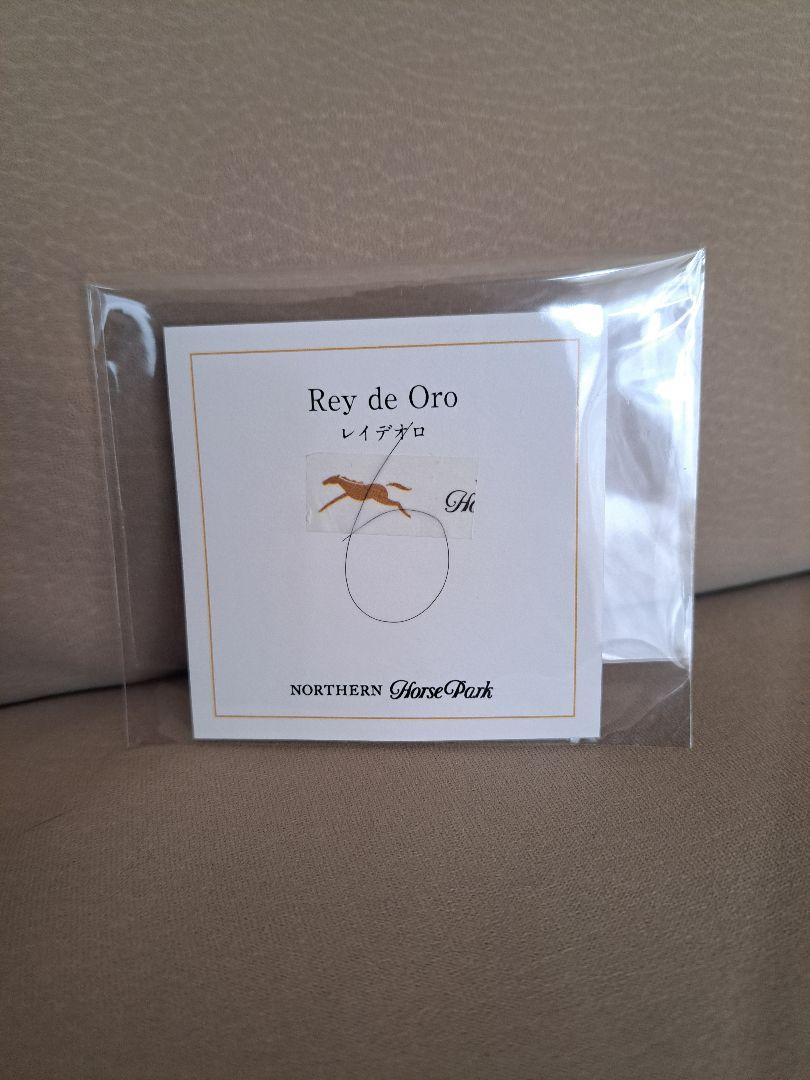 Rey de Oro
レイデオロ
NORTHERN Horse Park